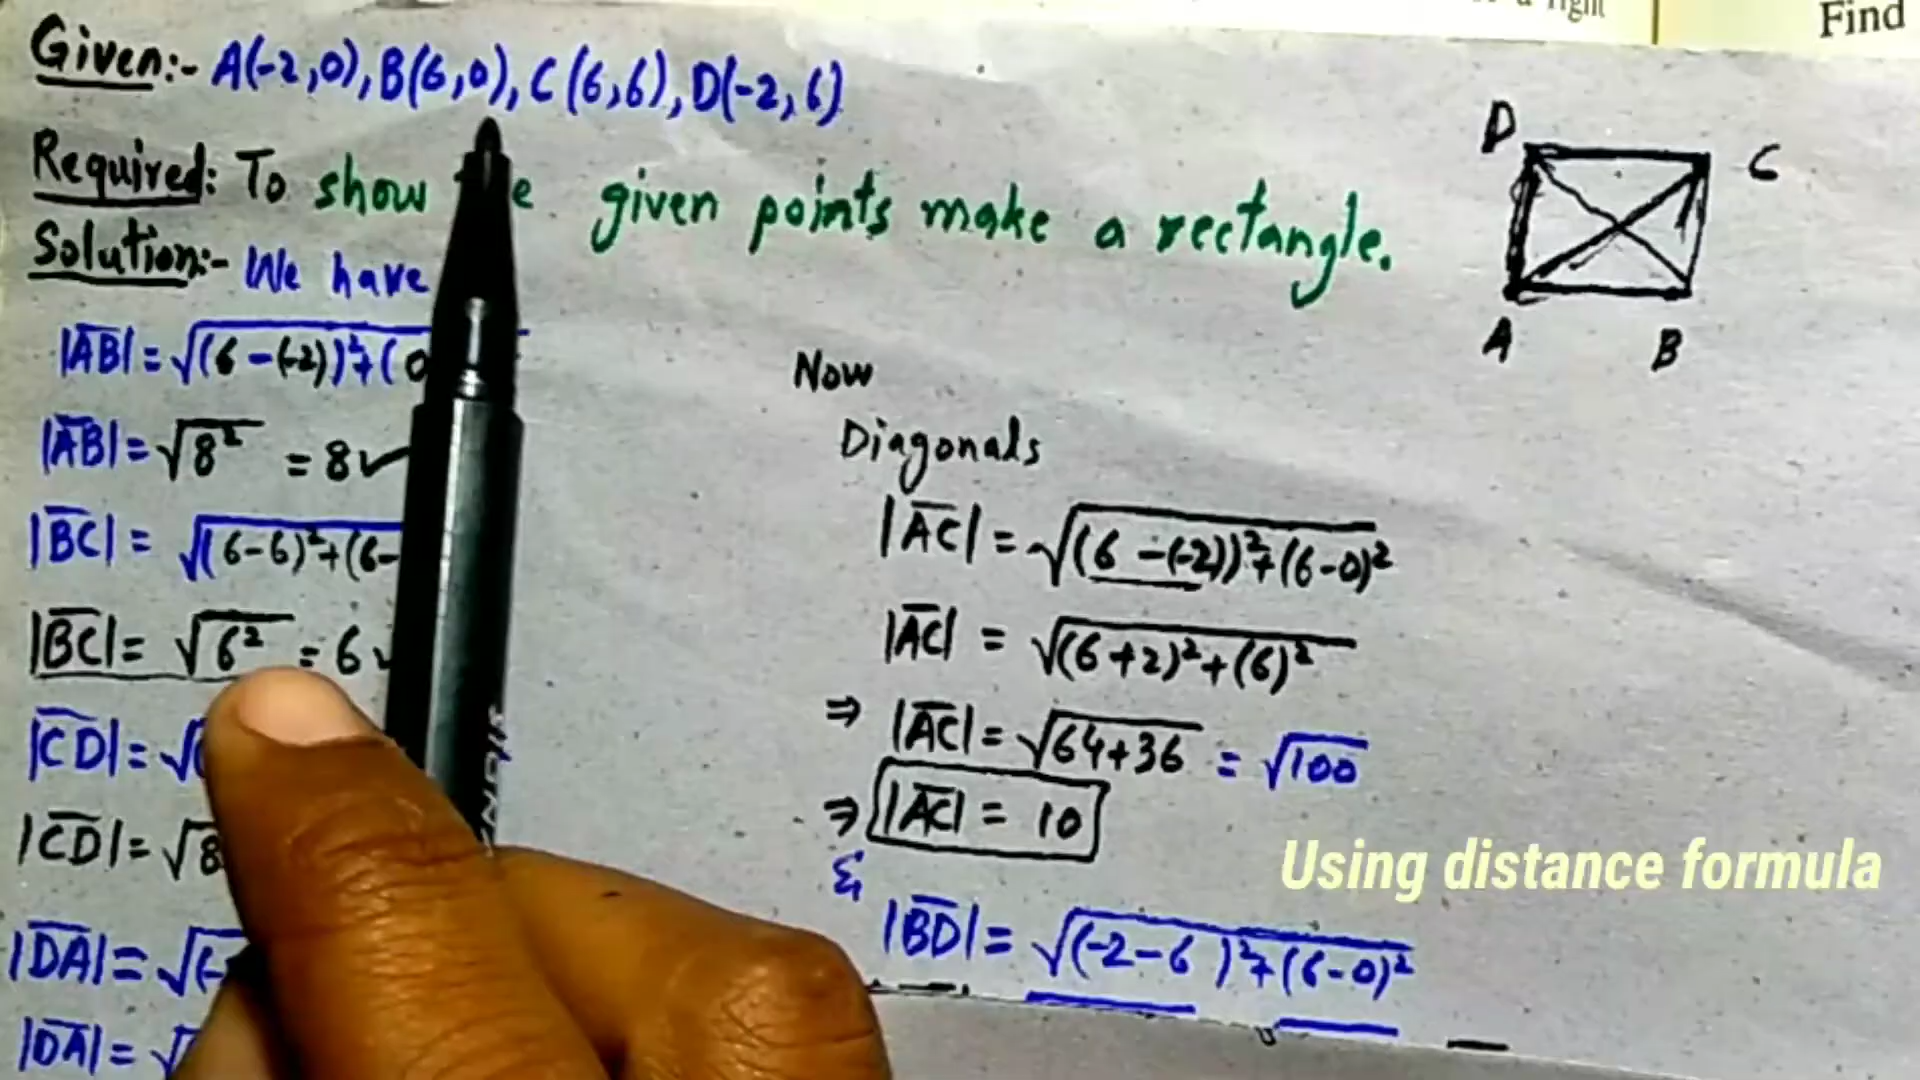 Find
Given:- A(-2,0), B(6,0), C(6,6), D(-2,6)
Required: To show given points make a rectangle.
Solution:- We have
|AB| = √(6-(-2))²+(0
|AB| = √8² = 8✓
|BC| = √(6-6)²+(6-
|BC| = √6² = 6
|CD| = √
|CD| = √8
|DA| = √(-
|DA| = √
D
C
A
B
Now
Diagonals
|AC| = √(6-(-2))²+(6-0)²
|AC| = √(6+2)²+(6)²
⇒ |AC| = √64+36 = √100
⇒ |AC| = 10
&
|BD| = √(-2-6)²+(6-0)²
Using distance formula